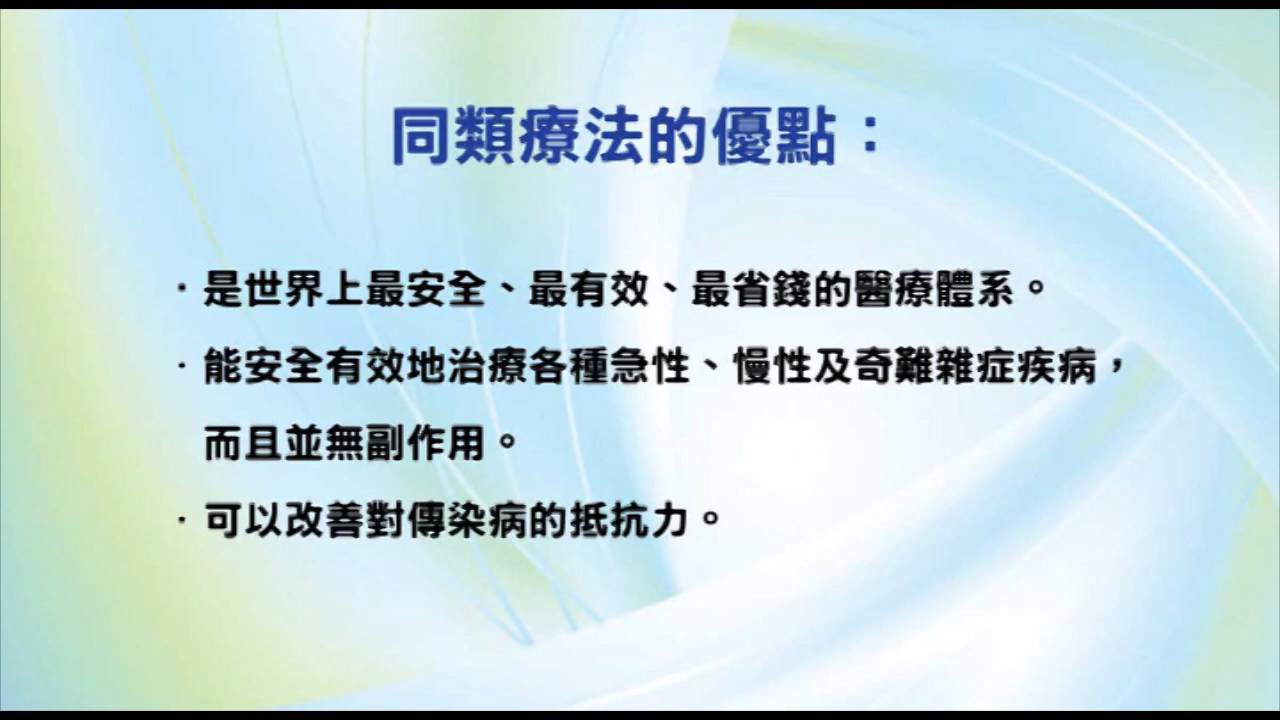 同類療法的優點：
·是世界上最安全、最有效、最省錢的醫療體系。
·能安全有效地治療各種急性、慢性及奇難雜症疾病，
而且並無副作用。
·可以改善對傳染病的抵抗力。